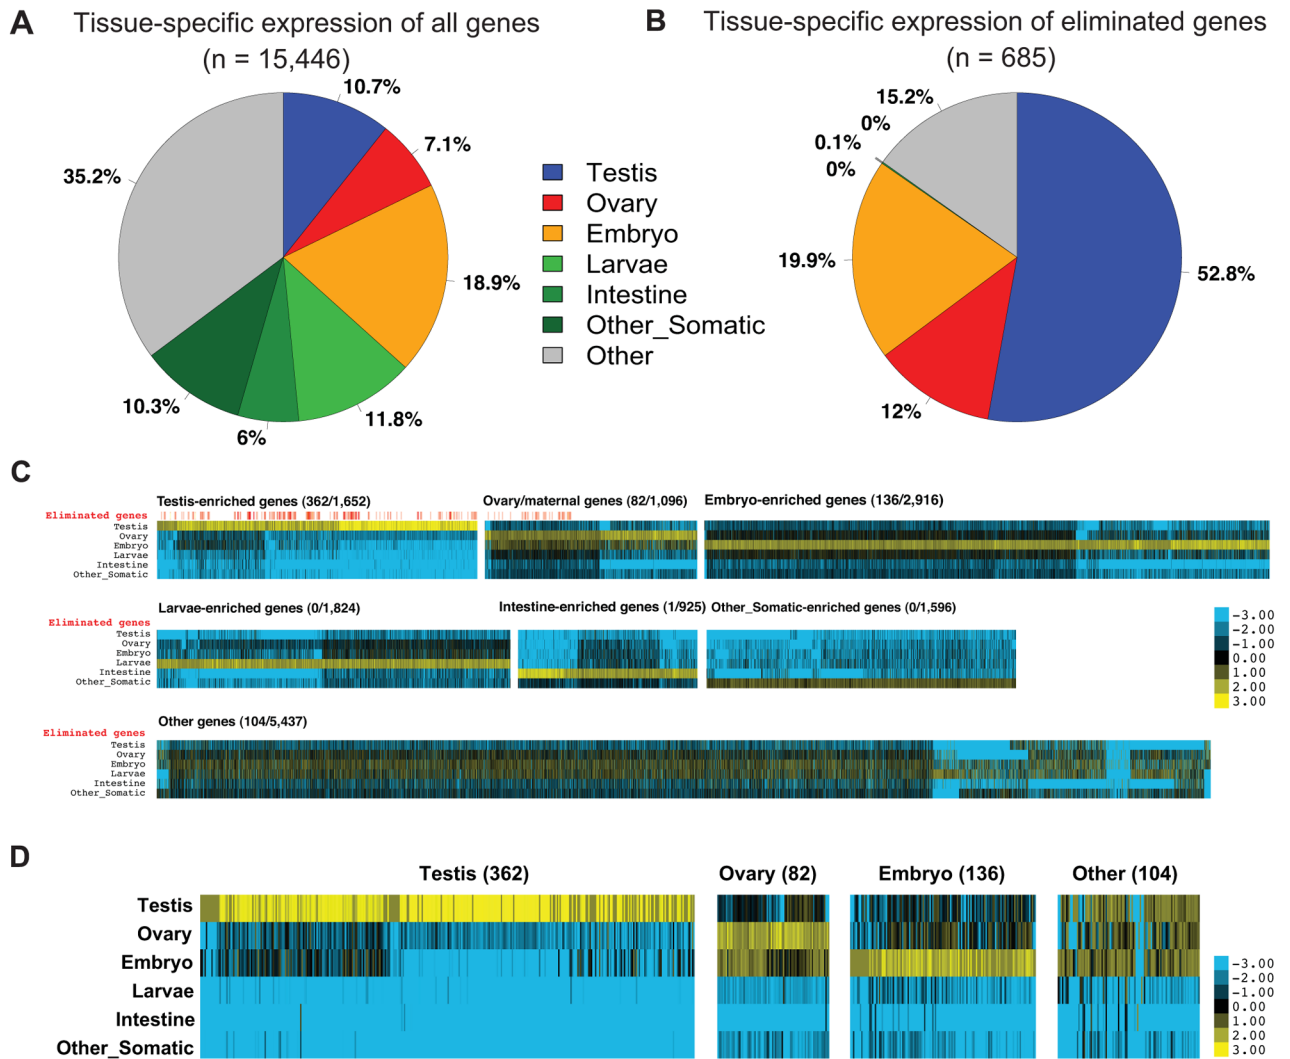 A
Tissue-specific expression of all genes
(n = 15,446)
10.7%
7.1%
18.9%
11.8%
6%
10.3%
35.2%
Testis
Ovary
Embryo
Larvae
Intestine
Other_Somatic
Other
B
Tissue-specific expression of eliminated genes
(n = 685)
15.2%
0%
0.1%
0%
19.9%
12%
52.8%
C
Testis-enriched genes (362/1,652)
Ovary/maternal genes (82/1,096)
Embryo-enriched genes (136/2,916)
Eliminated genes
Testis
Ovary
Embryo
Larvae
Intestine
Other_Somatic
Larvae-enriched genes (0/1,824)
Intestine-enriched genes (1/925)
Other_Somatic-enriched genes (0/1,596)
Eliminated genes
Testis
Ovary
Embryo
Larvae
Intestine
Other_Somatic
-3.00
-2.00
-1.00
0.00
1.00
2.00
3.00
Other genes (104/5,437)
Eliminated genes
Testis
Ovary
Embryo
Larvae
Intestine
Other_Somatic
D
Testis (362)
Ovary (82)
Embryo (136)
Other (104)
Testis
Ovary
Embryo
Larvae
Intestine
Other_Somatic
-3.00
-2.00
-1.00
0.00
1.00
2.00
3.00